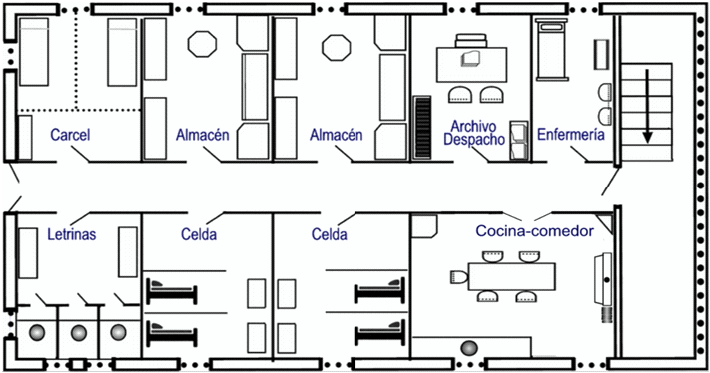 Carcel
Almacén
Almacén
Archivo
Despacho
Enfermería
Letrinas
Celda
Celda
Cocina-comedor